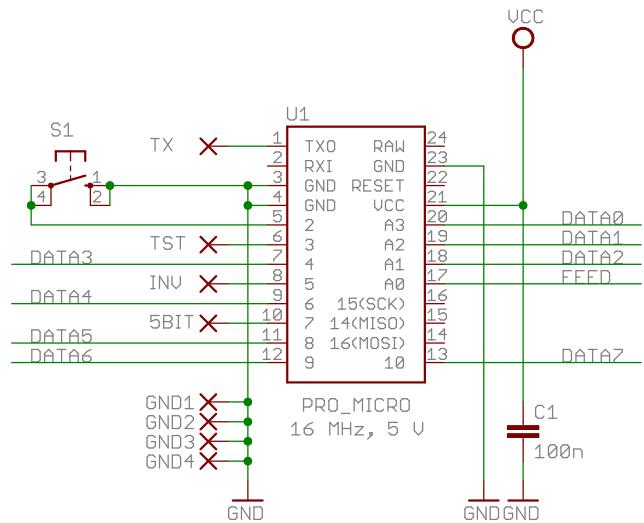 VCC
U1
S1
TX
1 TXO RAW 24
2 RXI GND 23
3 1 3 GND RESET 22
4 2 4 GND VCC 21
5 2 A3 20 DATA0
TST 6 3 A2 19 DATA1
DATA3 7 4 A1 18 DATA2
INV 8 5 A0 17 FEED
DATA4 9 6 15(SCK) 16
5BIT 10 7 14(MISO) 15
DATA5 11 8 16(MOSI) 14
DATA6 12 9 10 13 DATA7
GND1
GND2
GND3
GND4
PRO_MICRO
16 MHz, 5 V
C1
100n
GND
GND
GND